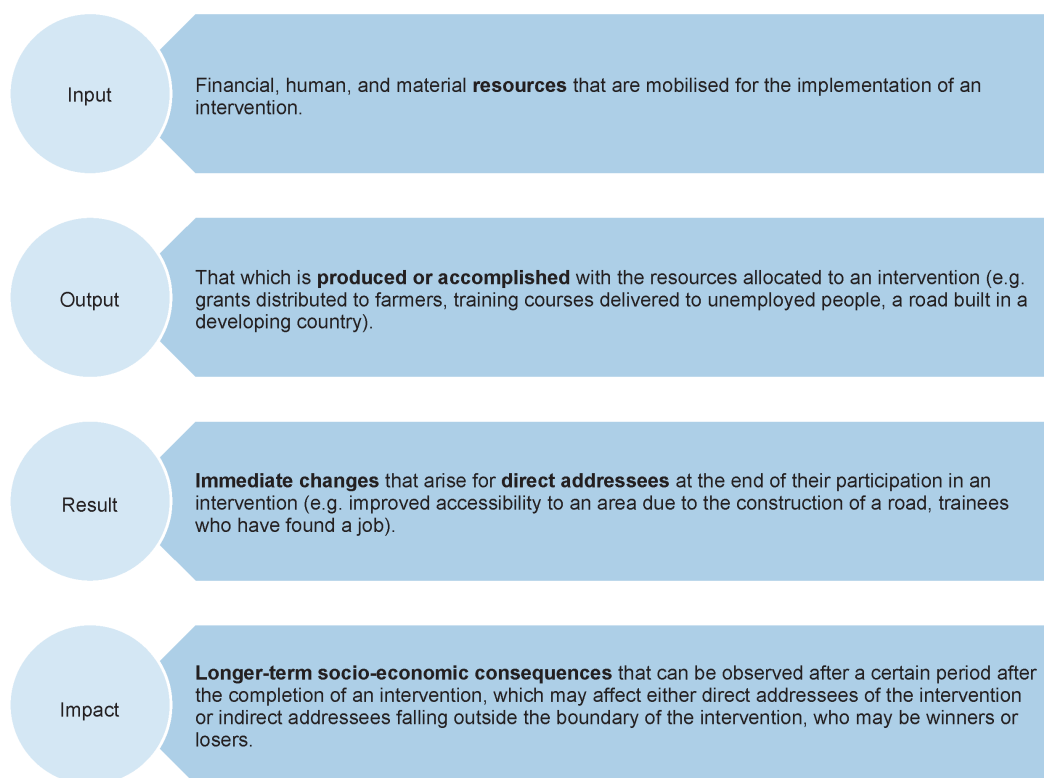 Input
Financial, human, and material resources that are mobilised for the implementation of an
intervention.
Output
That which is produced or accomplished with the resources allocated to an intervention (e.g.
grants distributed to farmers, training courses delivered to unemployed people, a road built in a
developing country).
Result
Immediate changes that arise for direct addressees at the end of their participation in an
intervention (e.g. improved accessibility to an area due to the construction of a road, trainees
who have found a job).
Impact
Longer-term socio-economic consequences that can be observed after a certain period after
the completion of an intervention, which may affect either direct addressees of the intervention
or indirect addressees falling outside the boundary of the intervention, who may be winners or
losers.